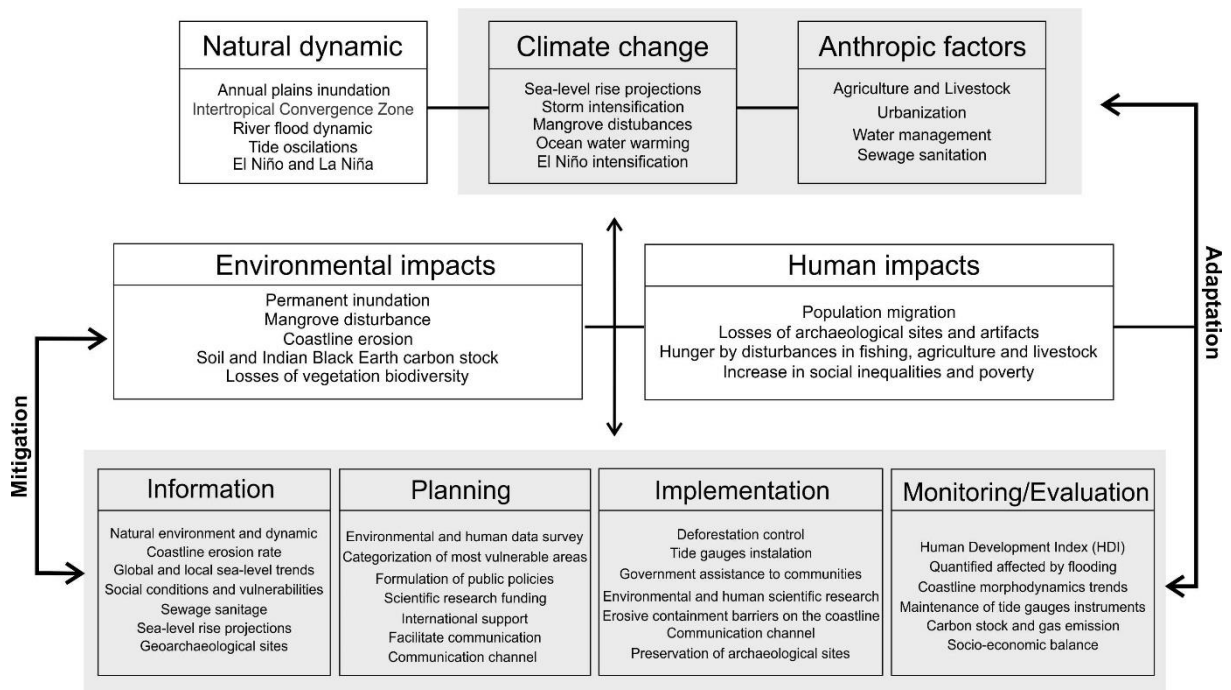 Natural dynamic
Annual plains inundation
Intertropical Convergence Zone
River flood dynamic
Tide oscilations
El Niño and La Niña
Climate change
Sea-level rise projections
Storm intensification
Mangrove distubances
Ocean water warming
El Niño intensification
Anthropic factors
Agriculture and Livestock
Urbanization
Water management
Sewage sanitation
Environmental impacts
Permanent inundation
Mangrove disturbance
Coastline erosion
Soil and Indian Black Earth carbon stock
Losses of vegetation biodiversity
Human impacts
Population migration
Losses of archaeological sites and artifacts
Hunger by disturbances in fishing, agriculture and livestock
Increase in social inequalities and poverty
Adaptation
Mitigation
Information
Natural environment and dynamic
Coastline erosion rate
Global and local sea-level trends
Social conditions and vulnerabilities
Sewage sanitage
Sea-level rise projections
Geoarchaeological sites
Planning
Environmental and human data survey
Categorization of most vulnerable areas
Formulation of public policies
Scientific research funding
International support
Facilitate communication
Communication channel
Implementation
Deforestation control
Tide gauges instalation
Government assistance to communities
Environmental and human scientific research
Erosive containment barriers on the coastline
Communication channel
Preservation of archaeological sites
Monitoring/Evaluation
Human Development Index (HDI)
Quantified affected by flooding
Coastline morphodynamics trends
Maintenance of tide gauges instruments
Carbon stock and gas emission
Socio-economic balance